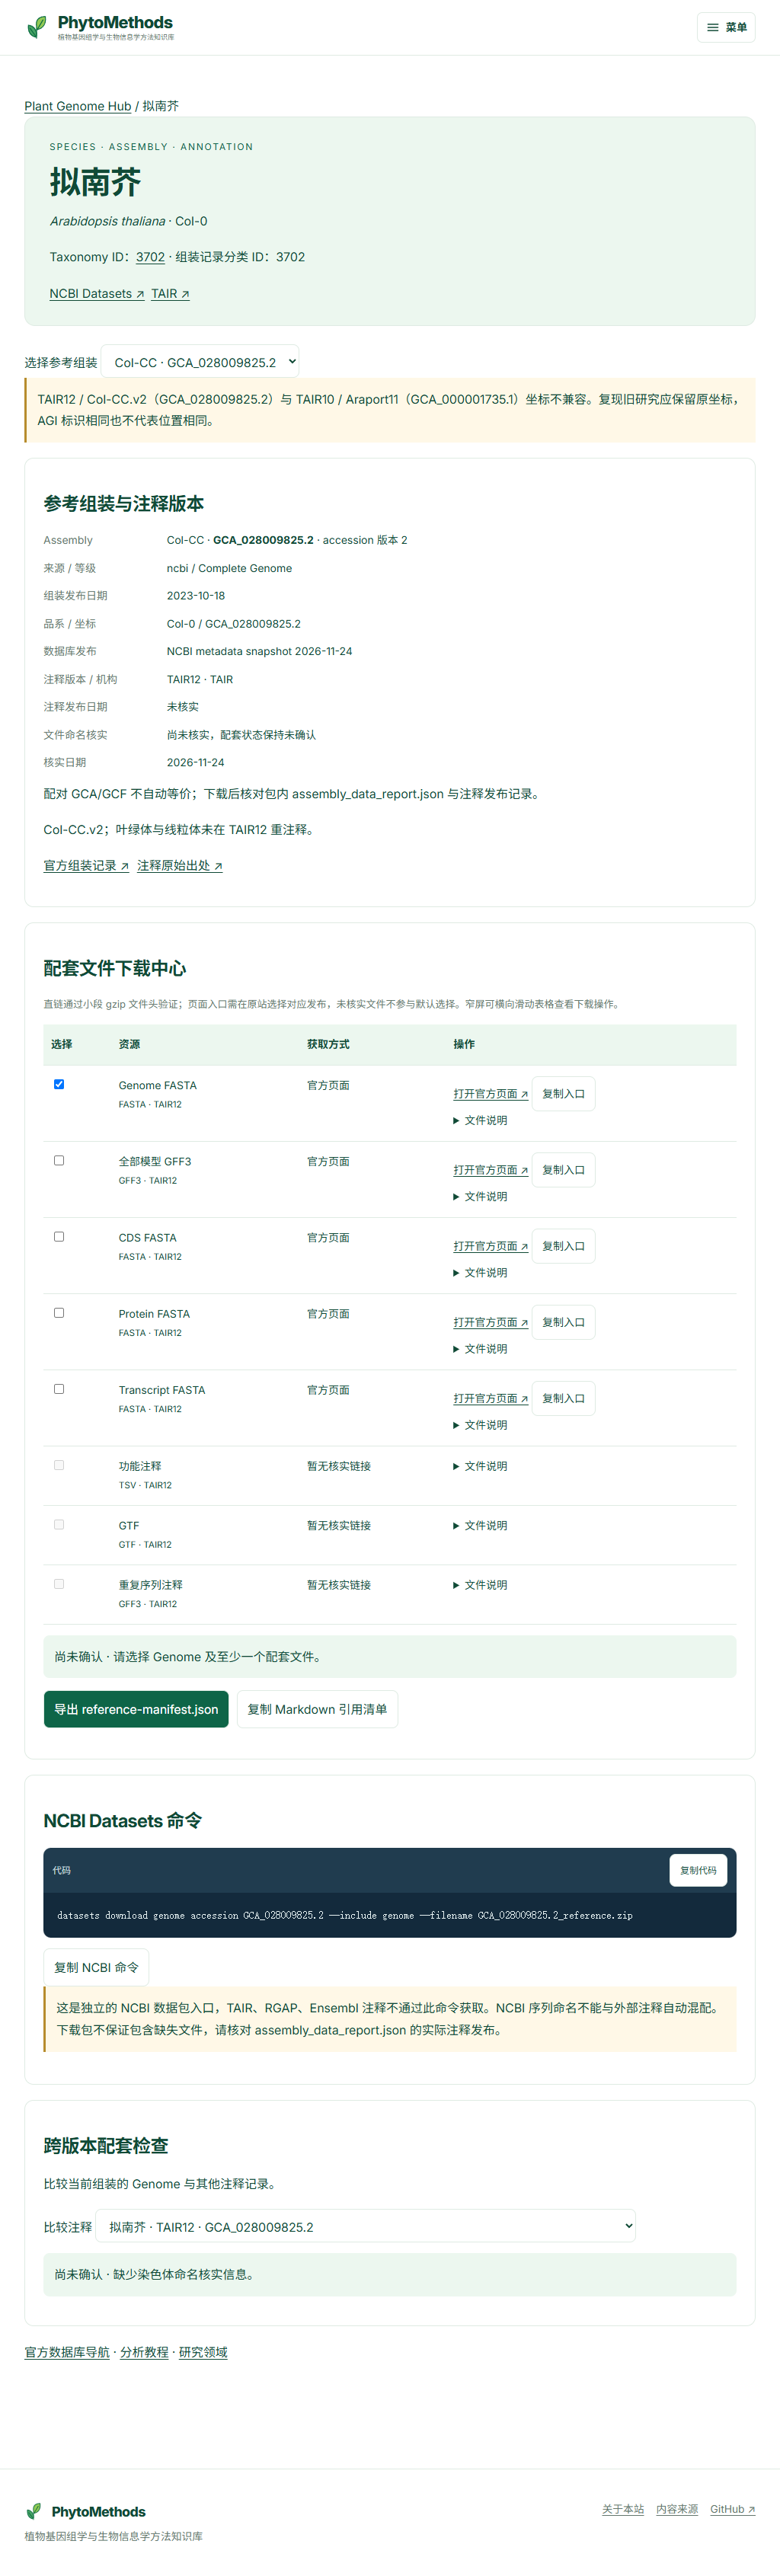 PhytoMethods
植物基因组学与生物信息学方法知识库
菜单
Plant Genome Hub / 拟南芥
SPECIES · ASSEMBLY · ANNOTATION
拟南芥
Arabidopsis thaliana · Col-0
Taxonomy ID：3702 · 组装记录分类 ID：3702
NCBI Datasets ↗ TAIR ↗
选择参考组装 Col-CC · GCA_028009825.2
TAIR12 / Col-CC.v2（GCA_028009825.2）与 TAIR10 / Araport11（GCA_000001735.1）坐标不兼容。复现旧研究应保留原坐标，
AGI 标识相同也不代表位置相同。
参考组装与注释版本
Assembly Col-CC · GCA_028009825.2 · accession 版本 2
来源 / 等级 ncbi / Complete Genome
组装发布日期 2023-10-18
品系 / 坐标 Col-0 / GCA_028009825.2
数据库发布 NCBI metadata snapshot 2026-11-24
注释版本 / 机构 TAIR12 · TAIR
注释发布日期 未核实
文件命名核实 尚未核实，配套状态保持未确认
核实日期 2026-11-24
配对 GCA/GCF 不自动等价；下载后核对包内 assembly_data_report.json 与注释发布记录。
Col-CC.v2；叶绿体与线粒体未在 TAIR12 重注释。
官方组装记录 ↗ 注释原始出处 ↗
配套文件下载中心
直链通过小段 gzip 文件头验证；页面入口需在原站选择对应发布，未核实文件不参与默认选择。窄屏可横向滑动表格查看下载操作。
选择 资源 获取方式 操作
Genome FASTA 官方页面 打开官方页面 ↗ 复制入口
FASTA · TAIR12 ▶ 文件说明
全部模型 GFF3 官方页面 打开官方页面 ↗ 复制入口
GFF3 · TAIR12 ▶ 文件说明
CDS FASTA 官方页面 打开官方页面 ↗ 复制入口
FASTA · TAIR12 ▶ 文件说明
Protein FASTA 官方页面 打开官方页面 ↗ 复制入口
FASTA · TAIR12 ▶ 文件说明
Transcript FASTA 官方页面 打开官方页面 ↗ 复制入口
FASTA · TAIR12 ▶ 文件说明
功能注释 暂无核实链接 ▶ 文件说明
TSV · TAIR12
GTF 暂无核实链接 ▶ 文件说明
GTF · TAIR12
重复序列注释 暂无核实链接 ▶ 文件说明
GFF3 · TAIR12
尚未确认 · 请选择 Genome 及至少一个配套文件。
导出 reference-manifest.json 复制 Markdown 引用清单
NCBI Datasets 命令
代码 复制代码
datasets download genome accession GCA_028009825.2 --include genome --filename GCA_028009825.2_reference.zip
复制 NCBI 命令
这是独立的 NCBI 数据包入口，TAIR、RGAP、Ensembl 注释不通过此命令获取。NCBI 序列命名不能与外部注释自动混配。
下载包不保证包含缺失文件，请核对 assembly_data_report.json 的实际注释发布。
跨版本配套检查
比较当前组装的 Genome 与其他注释记录。
比较注释 拟南芥 · TAIR12 · GCA_028009825.2
尚未确认 · 缺少染色体命名核实信息。
官方数据库导航 · 分析教程 · 研究领域
PhytoMethods
植物基因组学与生物信息学方法知识库
关于本站 内容来源 GitHub ↗